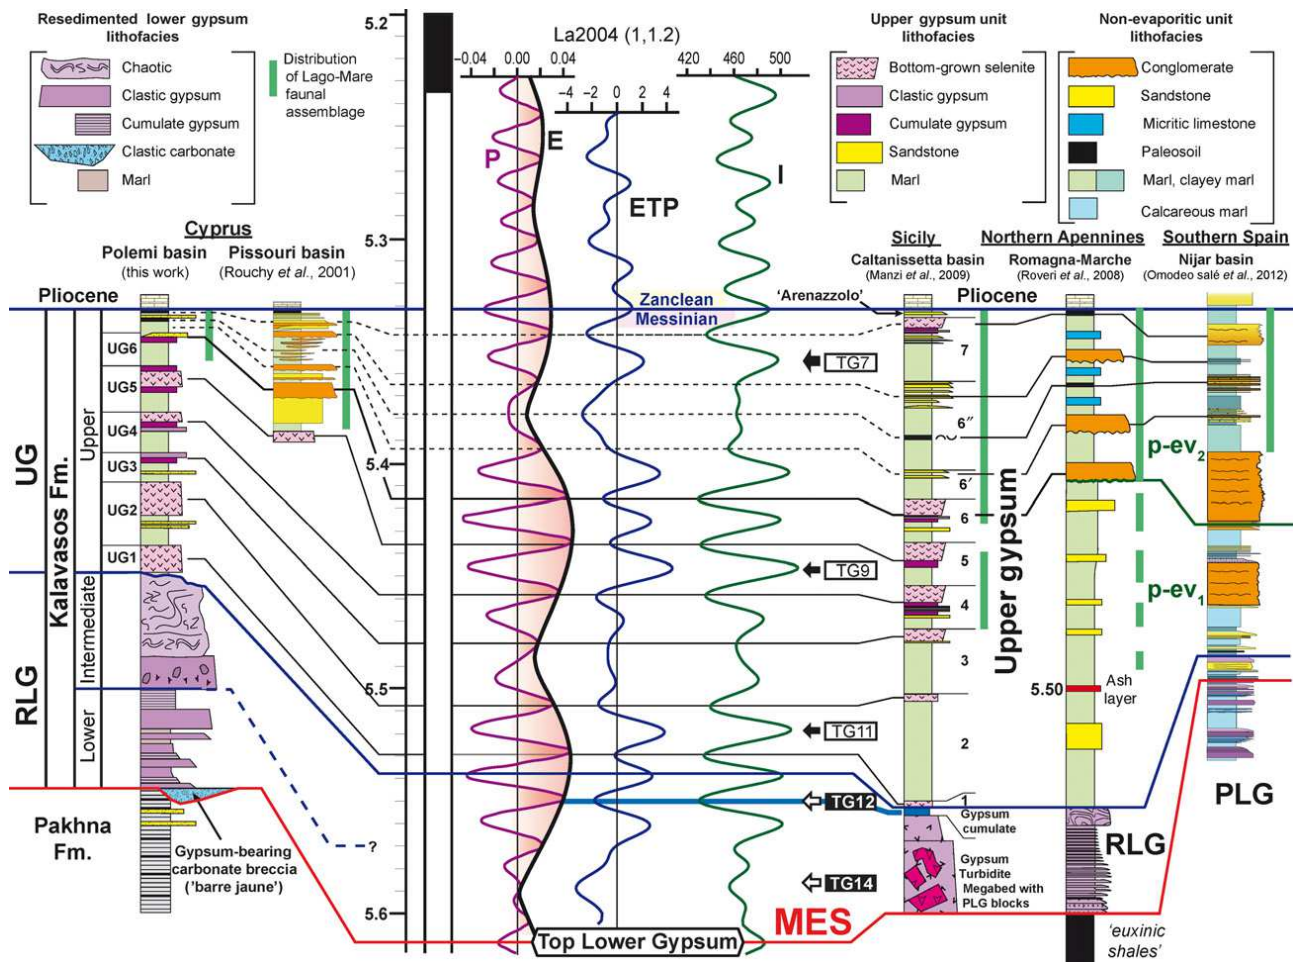 Resedimented lower gypsum
lithofacies
Chaotic
Clastic gypsum
Cumulate gypsum
Clastic carbonate
Marl
Distribution
of Lago-Mare
faunal
assemblage
5.2
5.3
5.4
5.5
5.6
La2004 (1,1.2)
−0.04 0.00 0.04
−4 −2 0 2 4
420 460 500
P
E
ETP
I
Upper gypsum unit
lithofacies
Bottom-grown selenite
Clastic gypsum
Cumulate gypsum
Sandstone
Marl
Non-evaporitic unit
lithofacies
Conglomerate
Sandstone
Micritic limestone
Paleosoil
Marl, clayey marl
Calcareous marl
Cyprus
Polemi basin
(this work)
Pissouri basin
(Rouchy et al., 2001)
Sicily
Caltanissetta basin
(Manzi et al., 2009)
Northern Apennines
Romagna-Marche
(Roveri et al., 2008)
Southern Spain
Nijar basin
(Omodeo salé et al., 2012)
Pliocene
Zanclean
Messinian
'Arenazzolo'
Pliocene
UG
RLG
Kalavasos Fm.
Upper
Intermediate
Lower
UG6
UG5
UG4
UG3
UG2
UG1
Pakhna
Fm.
Gypsum-bearing
carbonate breccia
('barre jaune')
?
TG7
TG9
TG11
TG12
TG14
7
6″
6′
6
5
4
3
2
1
Upper gypsum
p-ev2
p-ev1
5.50
Ash
layer
Gypsum
cumulate
Gypsum
Turbidite
Megabed with
PLG blocks
RLG
PLG
MES
Top Lower Gypsum
'euxinic
shales'